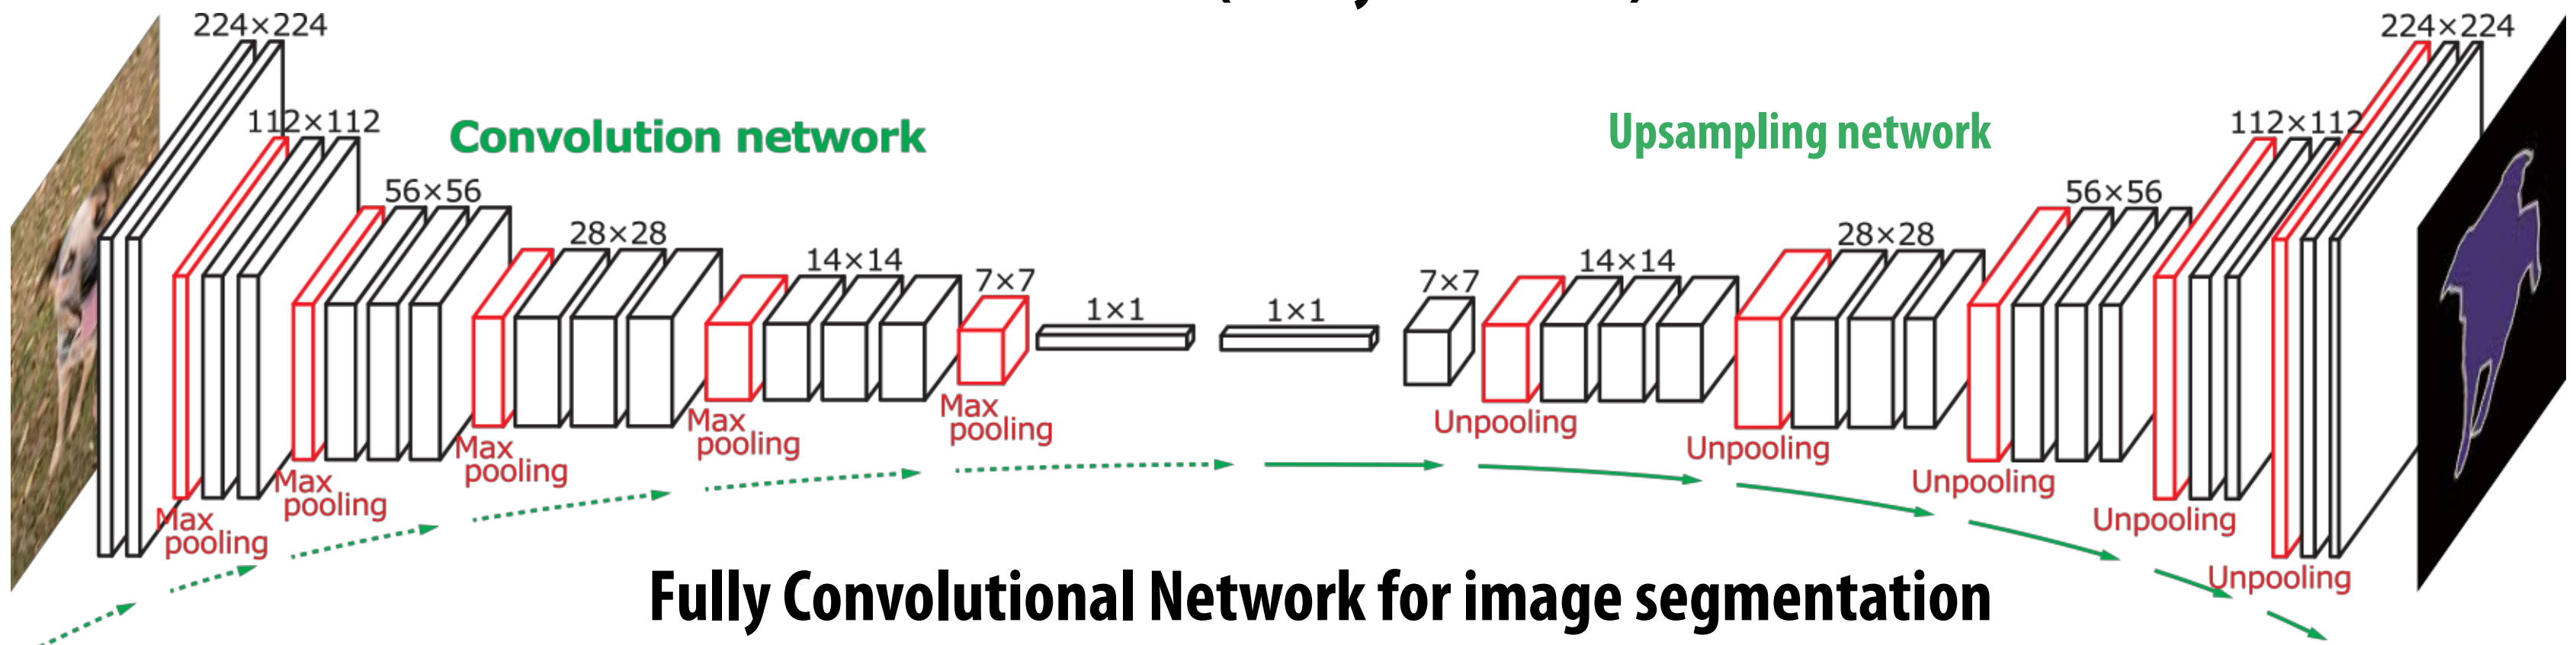 224×224
112×112
56×56
28×28
14×14
7×7
1×1
1×1
7×7
14×14
28×28
56×56
112×112
224×224
Convolution network
Upsampling network
Max
pooling
Max
pooling
Max
pooling
Max
pooling
Max
pooling
Unpooling
Unpooling
Unpooling
Unpooling
Unpooling
Fully Convolutional Network for image segmentation